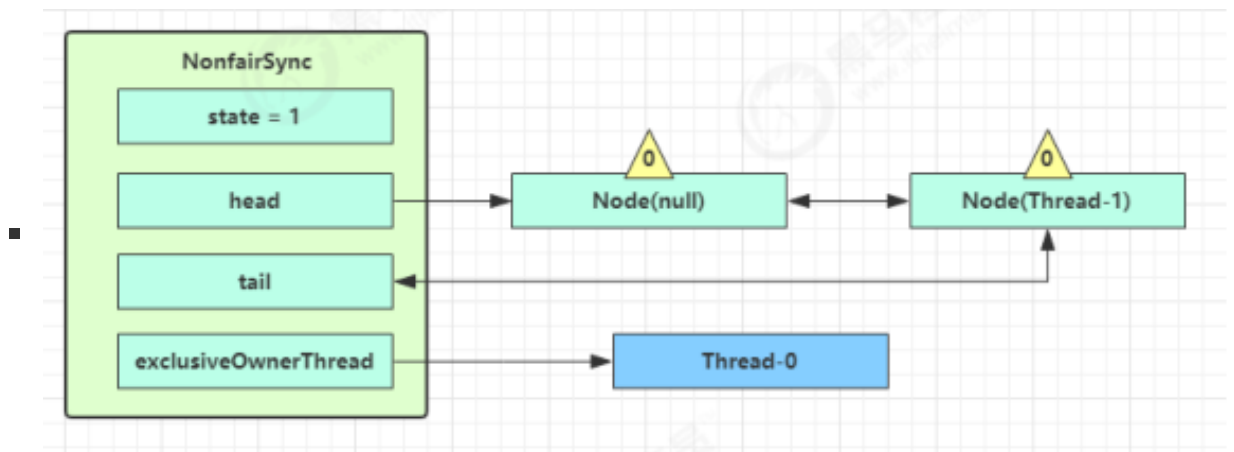 NonfairSync
state = 1
head
tail
exclusiveOwnerThread
0
Node(null)
0
Node(Thread-1)
Thread-0